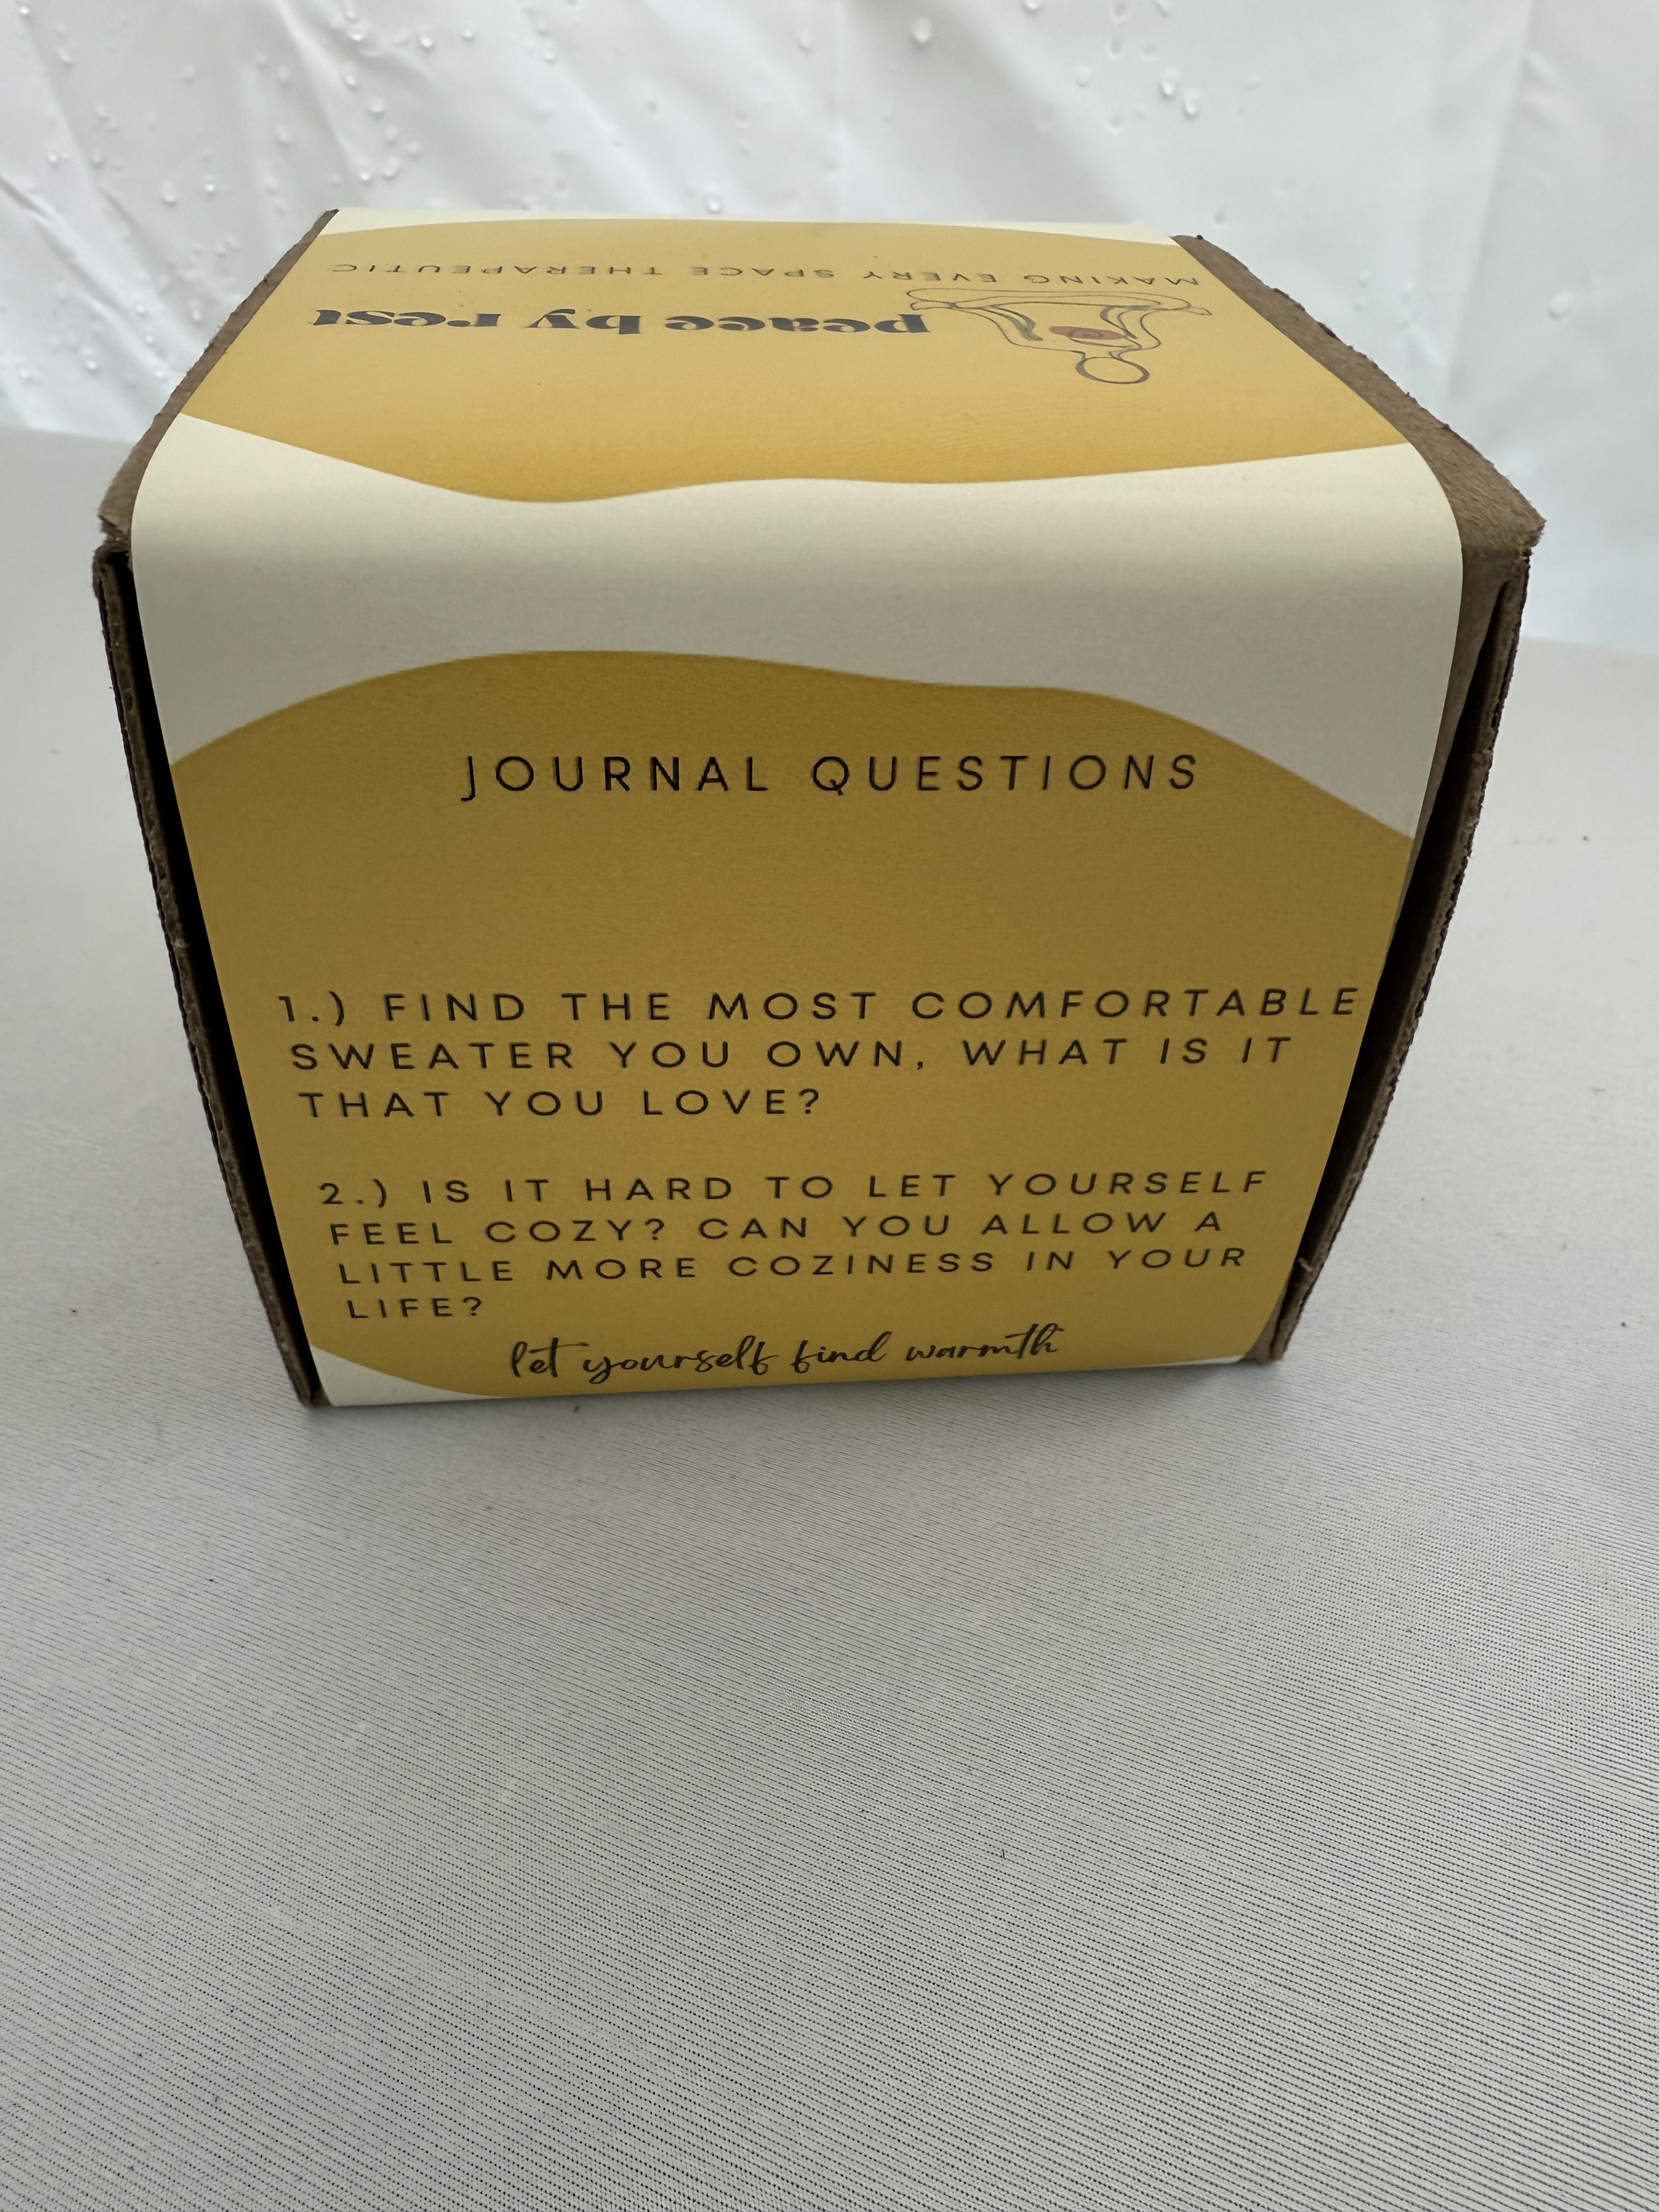 MAKING EVERY SPACE THERAPEUTIC
peace by rest
JOURNAL QUESTIONS
1.) FIND THE MOST COMFORTABLE
SWEATER YOU OWN, WHAT IS IT
THAT YOU LOVE?
2.) IS IT HARD TO LET YOURSELF
FEEL COZY? CAN YOU ALLOW A
LITTLE MORE COZINESS IN YOUR
LIFE?
let yourself find warmth